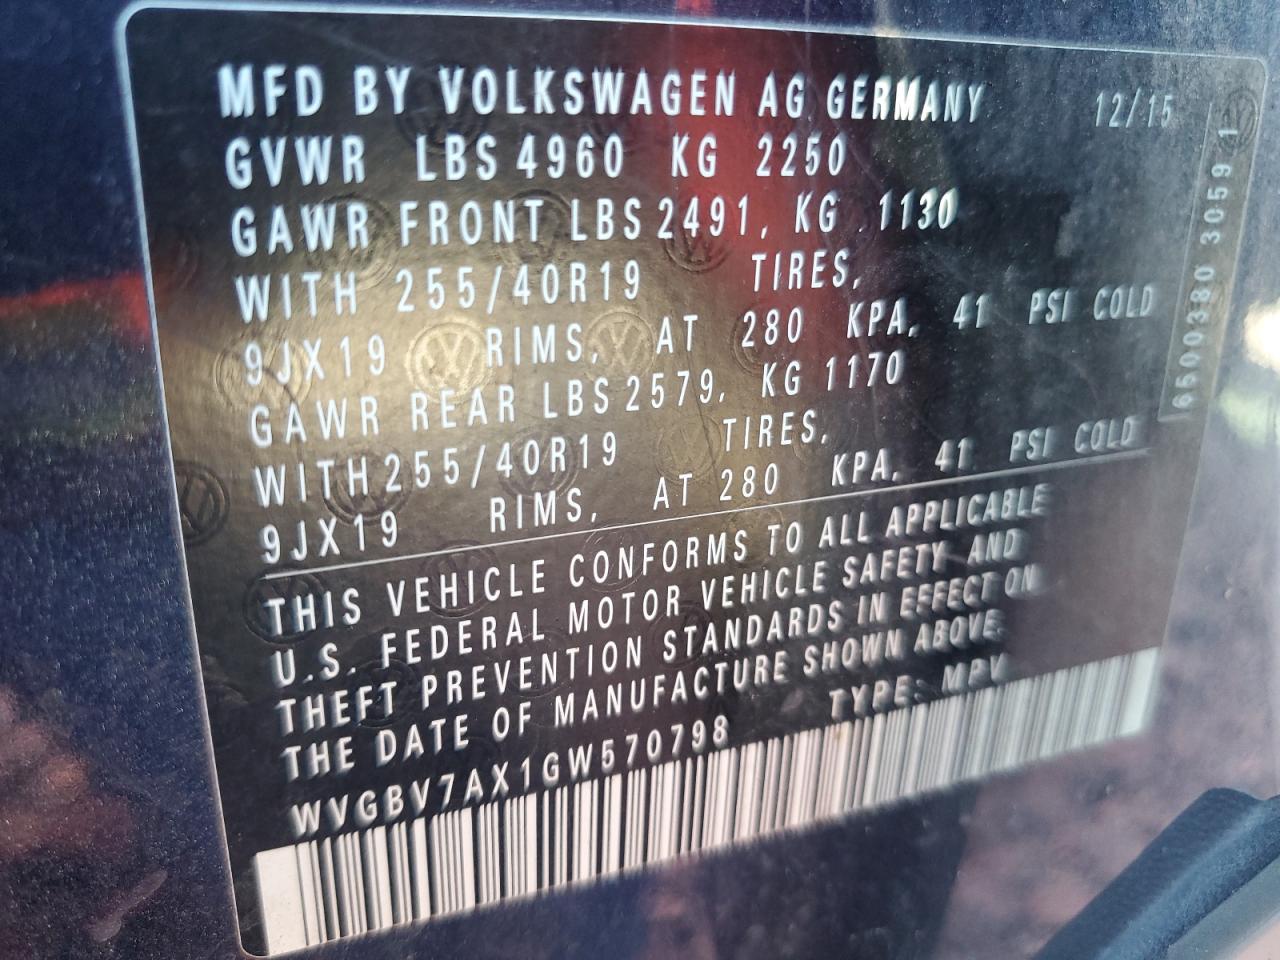 MFD BY VOLKSWAGEN AG GERMANY 12/15
GVWR LBS 4960 KG 2250
GAWR FRONT LBS 2491, KG 1130
WITH 255/40R19 TIRES,
9JX19 RIMS, AT 280 KPA, 41 PSI COLD
GAWR REAR LBS 2579, KG 1170
WITH 255/40R19 TIRES,
9JX19 RIMS, AT 280 KPA, 41 PSI COLD
THIS VEHICLE CONFORMS TO ALL APPLICABLE
U.S. FEDERAL MOTOR VEHICLE SAFETY AND
THEFT PREVENTION STANDARDS IN EFFECT ON
THE DATE OF MANUFACTURE SHOWN ABOVE.
WVGBV7AX1GW570798 TYPE: MPV